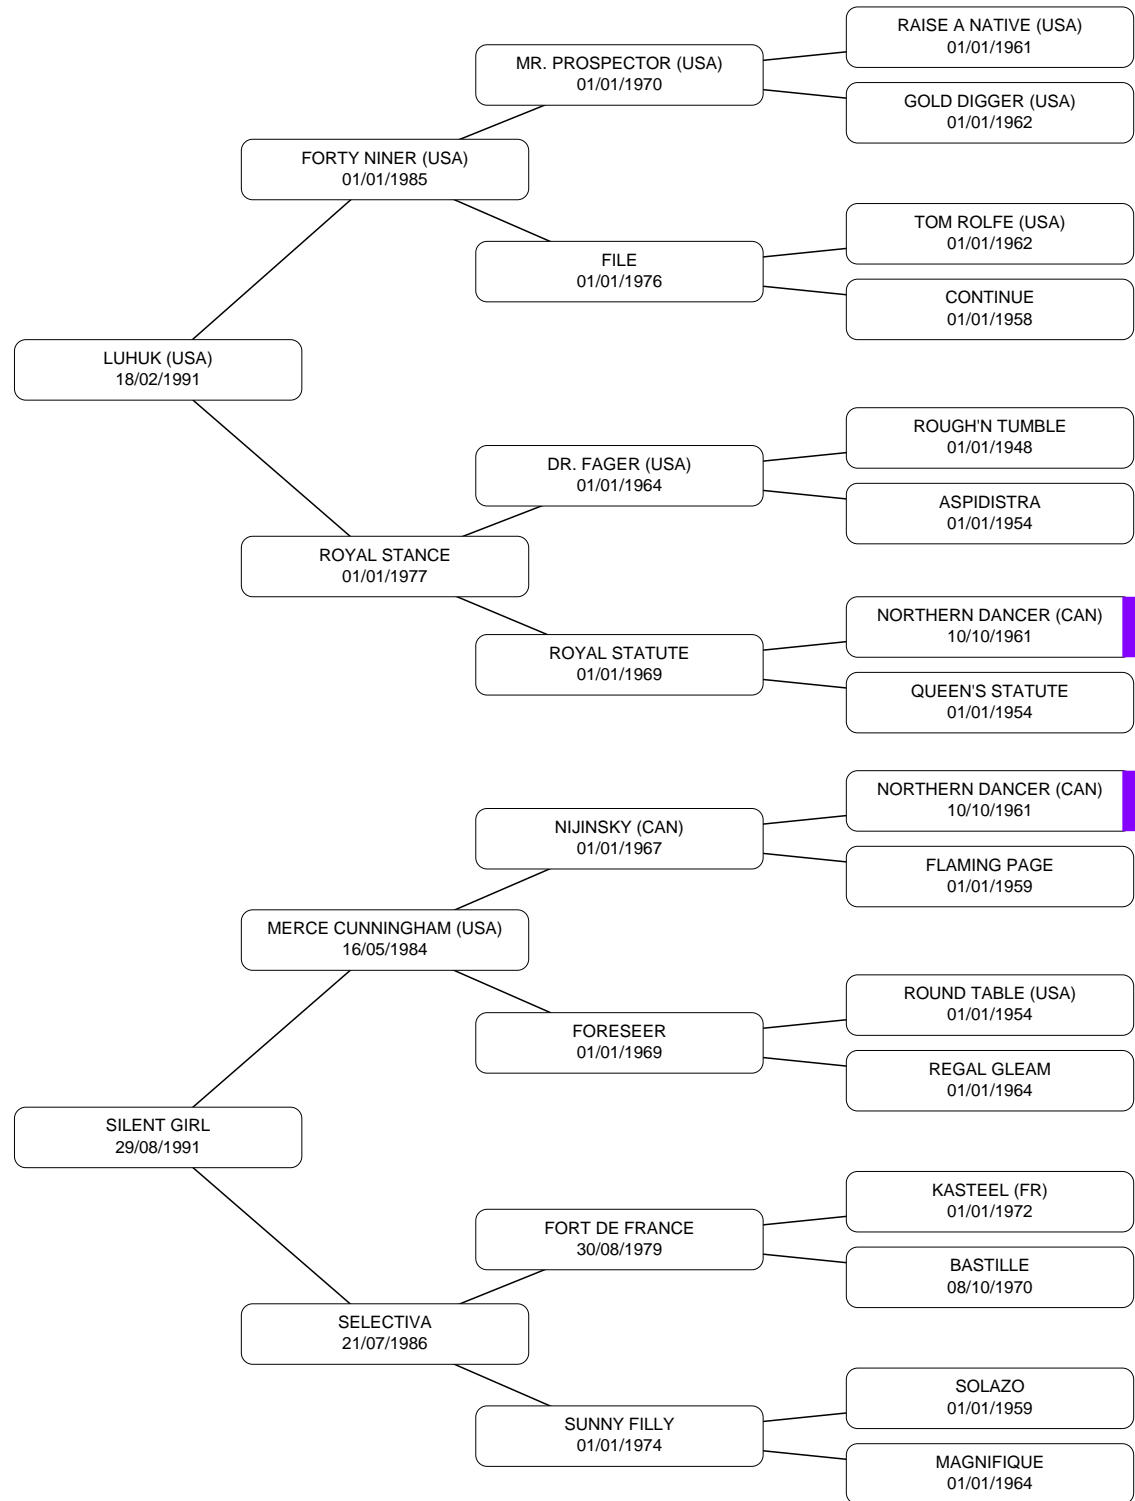 RAISE A NATIVE (USA)
01/01/1961
MR. PROSPECTOR (USA)
01/01/1970
GOLD DIGGER (USA)
01/01/1962
FORTY NINER (USA)
01/01/1985
TOM ROLFE (USA)
01/01/1962
FILE
01/01/1976
CONTINUE
01/01/1958
LUHUK (USA)
18/02/1991
ROUGH'N TUMBLE
01/01/1948
DR. FAGER (USA)
01/01/1964
ASPIDISTRA
01/01/1954
ROYAL STANCE
01/01/1977
NORTHERN DANCER (CAN)
10/10/1961
ROYAL STATUTE
01/01/1969
QUEEN'S STATUTE
01/01/1954
NORTHERN DANCER (CAN)
10/10/1961
NIJINSKY (CAN)
01/01/1967
FLAMING PAGE
01/01/1959
MERCE CUNNINGHAM (USA)
16/05/1984
ROUND TABLE (USA)
01/01/1954
FORESEER
01/01/1969
REGAL GLEAM
01/01/1964
SILENT GIRL
29/08/1991
KASTEEL (FR)
01/01/1972
FORT DE FRANCE
30/08/1979
BASTILLE
08/10/1970
SELECTIVA
21/07/1986
SOLAZO
01/01/1959
SUNNY FILLY
01/01/1974
MAGNIFIQUE
01/01/1964